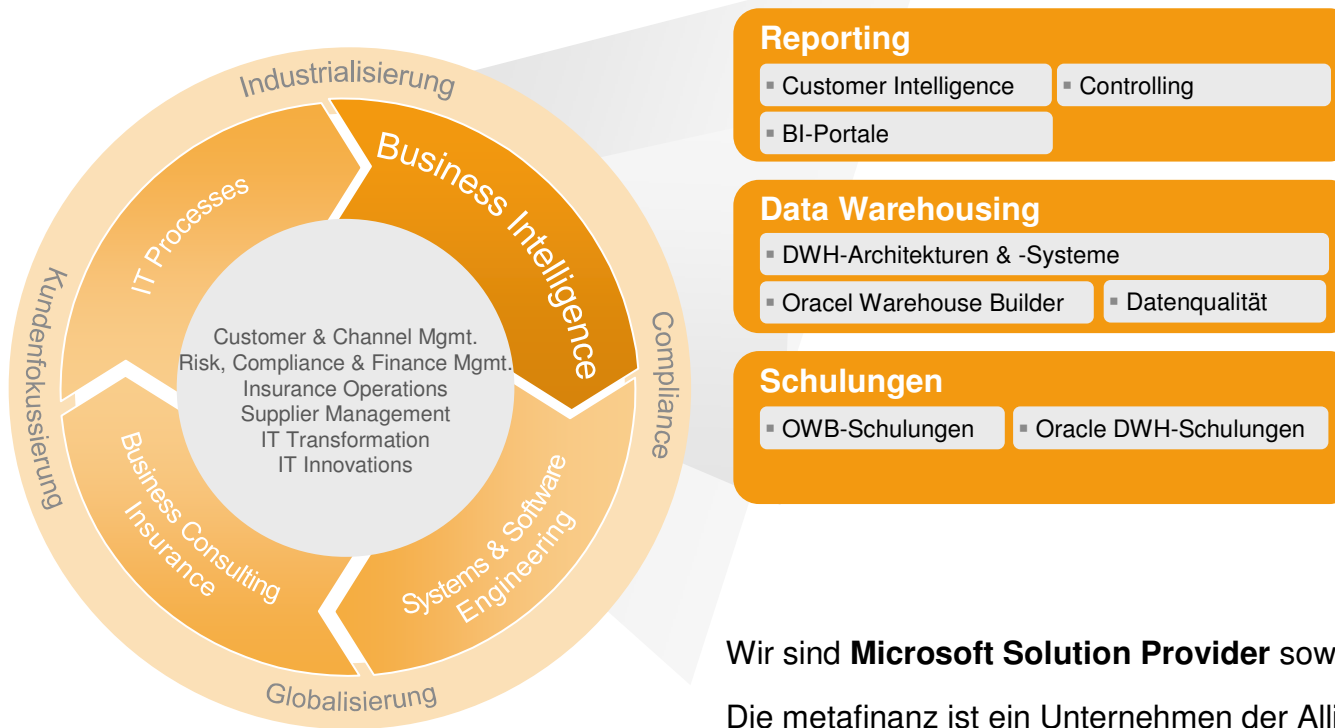 Industrialisierung
Business Intelligence
IT Processes
Kundenfokussierung
Compliance
Customer & Channel Mgmt.
Risk, Compliance & Finance Mgmt.
Insurance Operations
Supplier Management
IT Transformation
IT Innovations
Business Consulting
Insurance
Systems & Software
Engineering
Globalisierung
Reporting
▪ Customer Intelligence
▪ Controlling
▪ BI-Portale
Data Warehousing
▪ DWH-Architekturen & -Systeme
▪ Oracel Warehouse Builder
▪ Datenqualität
Schulungen
▪ OWB-Schulungen
▪ Oracle DWH-Schulungen
Wir sind Microsoft Solution Provider sow
Die metafinanz ist ein Unternehmen der Alli